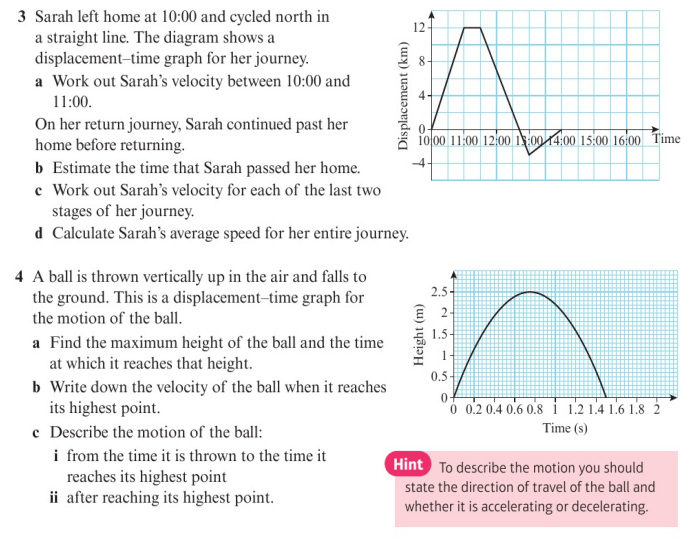 3 Sarah left home at 10:00 and cycled north in
a straight line. The diagram shows a
displacement–time graph for her journey.
a Work out Sarah's velocity between 10:00 and
11:00.
On her return journey, Sarah continued past her
home before returning.
b Estimate the time that Sarah passed her home.
c Work out Sarah's velocity for each of the last two
stages of her journey.
d Calculate Sarah's average speed for her entire journey.
Displacement (km)
12
8
4
0
−4
10:00 11:00 12:00 13:00 14:00 15:00 16:00 Time
4 A ball is thrown vertically up in the air and falls to
the ground. This is a displacement–time graph for
the motion of the ball.
a Find the maximum height of the ball and the time
at which it reaches that height.
b Write down the velocity of the ball when it reaches
its highest point.
c Describe the motion of the ball:
i from the time it is thrown to the time it
reaches its highest point
ii after reaching its highest point.
Height (m)
2.5
2
1.5
1
0.5
0
0 0.2 0.4 0.6 0.8 1 1.2 1.4 1.6 1.8 2
Time (s)
Hint To describe the motion you should
state the direction of travel of the ball and
whether it is accelerating or decelerating.